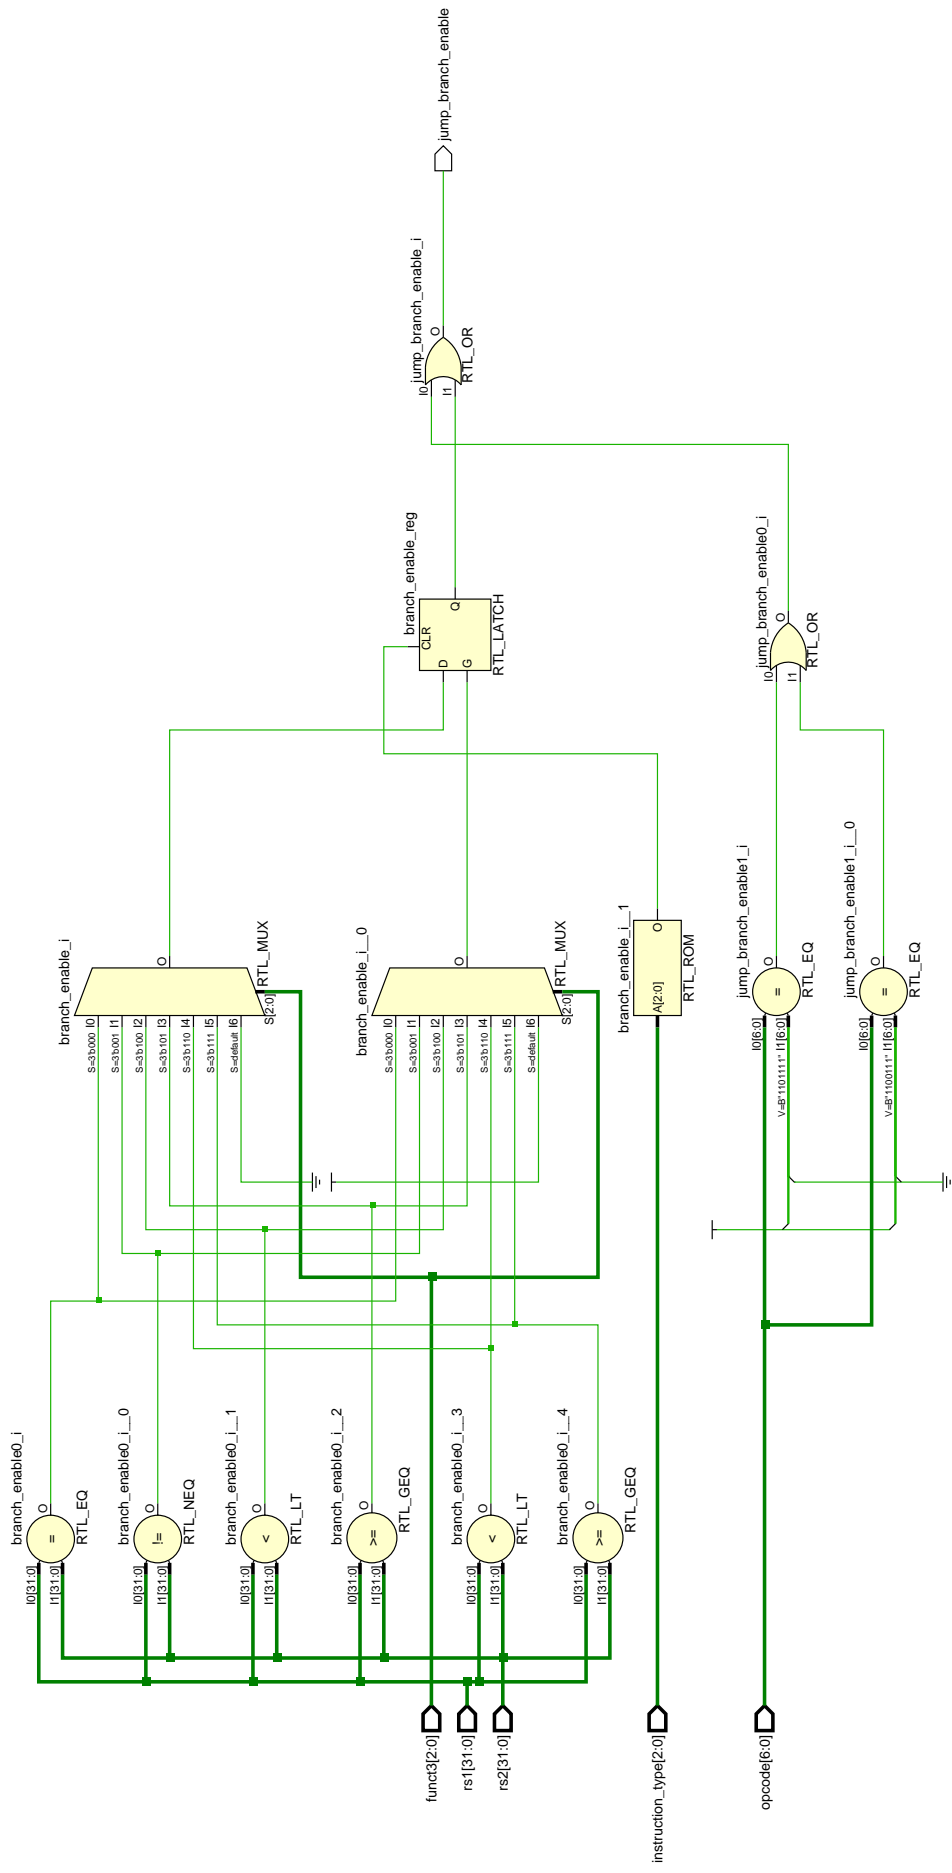 jump_branch_enable
jump_branch_enable_i
I0
I1
O
RTL_OR
branch_enable_reg
CLR
D
G
Q
RTL_LATCH
jump_branch_enable0_i
I0
I1
O
RTL_OR
branch_enable_i
S=3'b000 I0
S=3'b001 I1
S=3'b100 I2
S=3'b101 I3
S=3'b110 I4
S=3'b111 I5
S=default I6
S[2:0]
O
RTL_MUX
branch_enable_i__0
S=3'b000 I0
S=3'b001 I1
S=3'b100 I2
S=3'b101 I3
S=3'b110 I4
S=3'b111 I5
S=default I6
S[2:0]
O
RTL_MUX
branch_enable_i__1
A[2:0]
O
RTL_ROM
jump_branch_enable1_i
I0[6:0]
V=B"1101111" I1[6:0]
=
O
RTL_EQ
jump_branch_enable1_i__0
I0[6:0]
V=B"1100111" I1[6:0]
=
O
RTL_EQ
branch_enable0_i
I0[31:0]
I1[31:0]
=
O
RTL_EQ
branch_enable0_i__0
I0[31:0]
I1[31:0]
!=
O
RTL_NEQ
branch_enable0_i__1
I0[31:0]
I1[31:0]
<
O
RTL_LT
branch_enable0_i__2
I0[31:0]
I1[31:0]
>=
O
RTL_GEQ
branch_enable0_i__3
I0[31:0]
I1[31:0]
<
O
RTL_LT
branch_enable0_i__4
I0[31:0]
I1[31:0]
>=
O
RTL_GEQ
funct3[2:0]
rs1[31:0]
rs2[31:0]
instruction_type[2:0]
opcode[6:0]